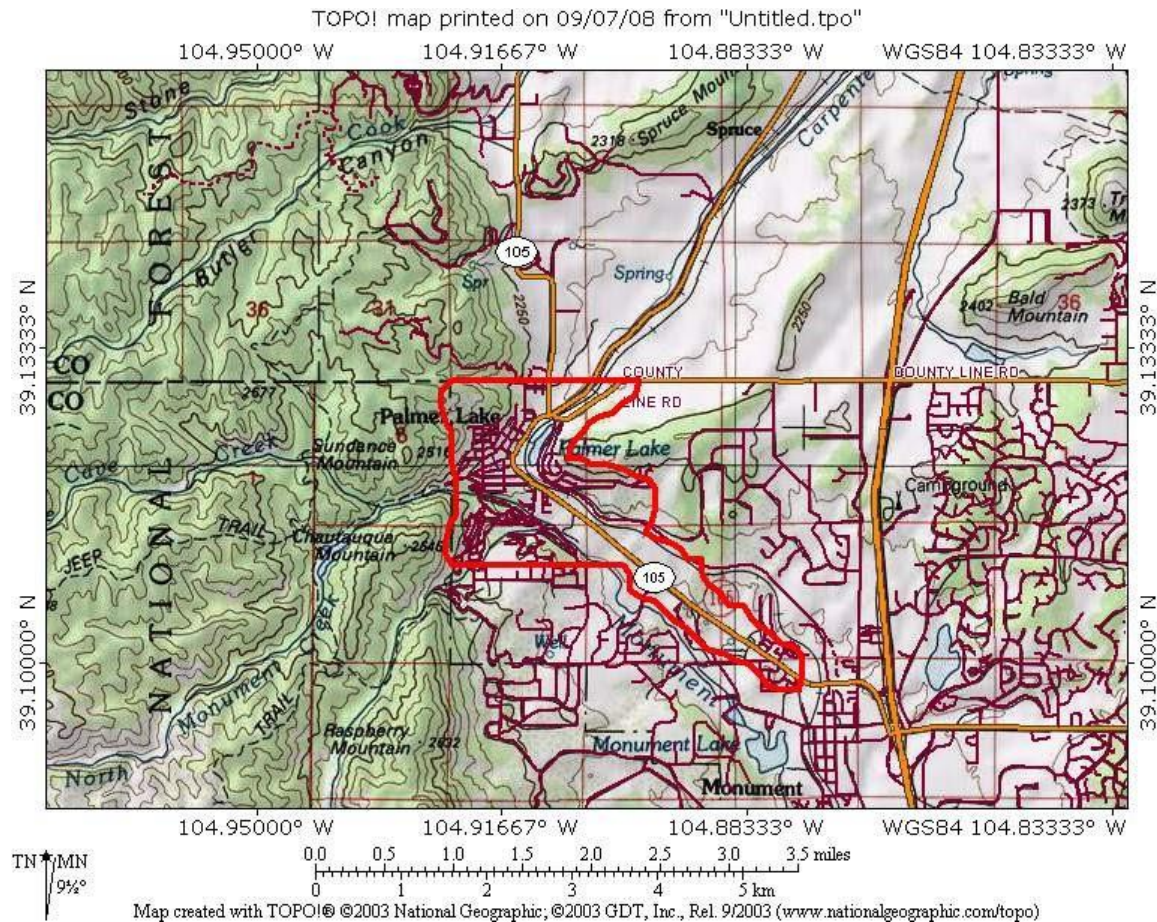 TOPO! map printed on 09/07/08 from "Untitled.tpo"
104.95000° W 104.91667° W 104.88333° W WGS84 104.83333° W
Stone
Cook
Canyon
2318
Spruce
Carpente
Spring
2373
NATIONAL FOREST
105
Butler
Spr
Spring
2250
2250
36
31
2402
Bald Mountain
36
39.13333° N
39.13333° N
CO
CO
COUNTY
LINE RD
COUNTY LINE RD
2677
Palmer Lake
Palmer Lake
Sundance Mountain
Cave Creek
Campground
TRAIL
JEEP
Chautauqua Mountain
105
39.10000° N
39.10000° N
Well
Monument
Monument Creek
TRAIL
Raspberry Mountain
North
Monument Lake
Monument
104.95000° W 104.91667° W 104.88333° W WGS84 104.83333° W
TN MN
9½°
0.0 0.5 1.0 1.5 2.0 2.5 3.0 3.5 miles
0 1 2 3 4 5 km
Map created with TOPO!® ©2003 National Geographic; ©2003 GDT, Inc., Rel. 9/2003 (www.nationalgeographic.com/topo)